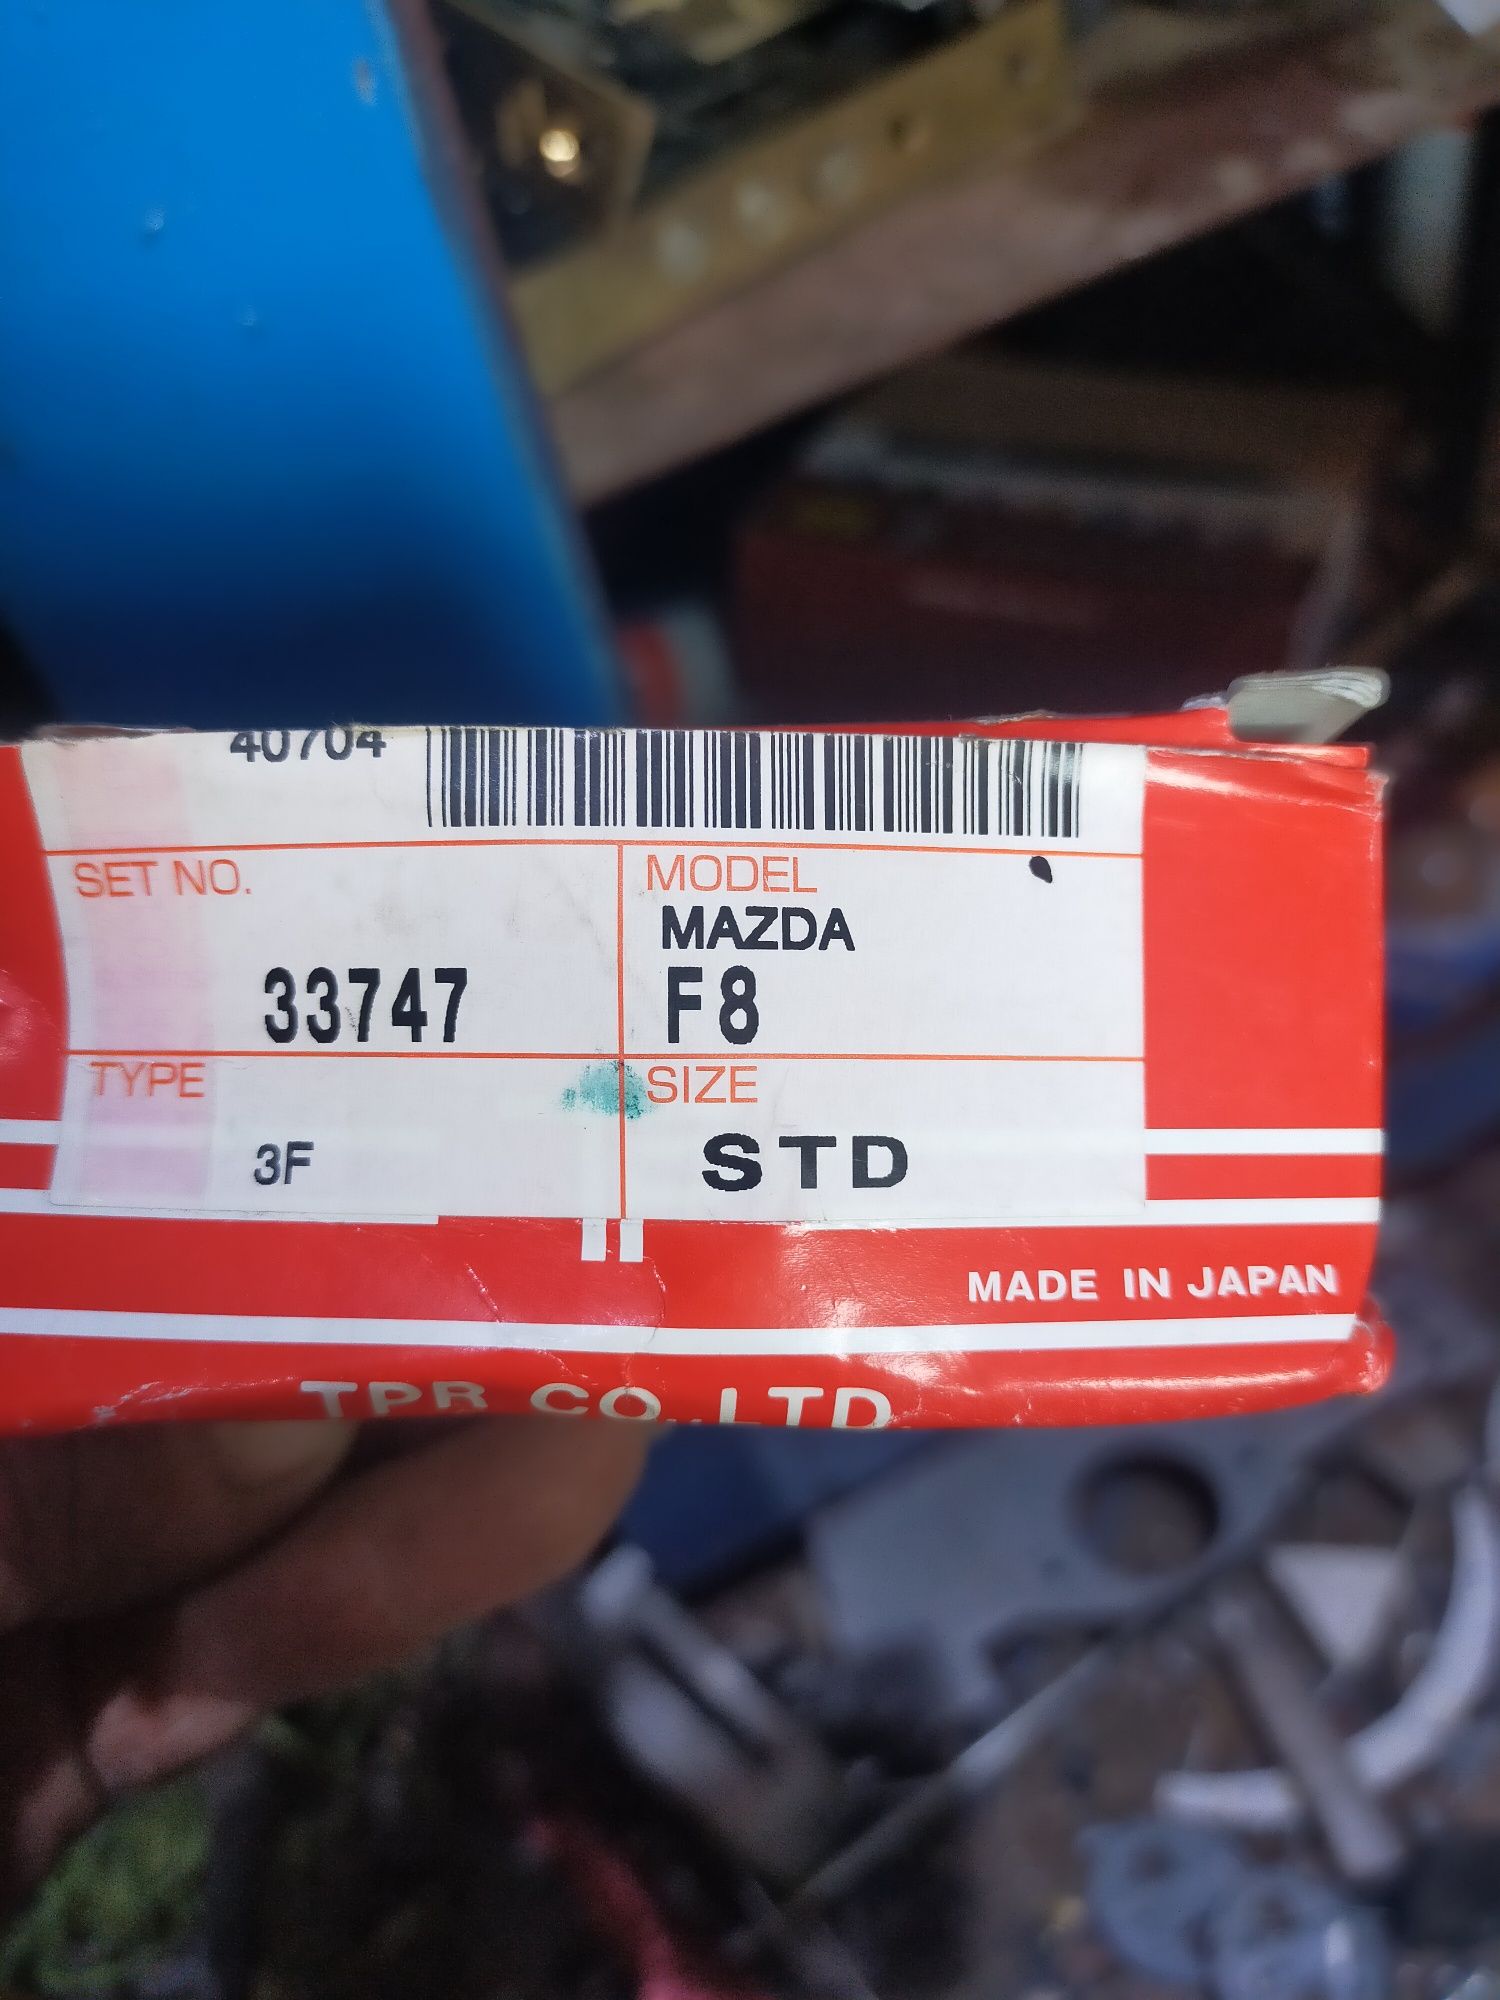 40704
SET NO.
MODEL
MAZDA
33747
F8
TYPE
SIZE
3F
STD
MADE IN JAPAN
TPR CO.,LTD